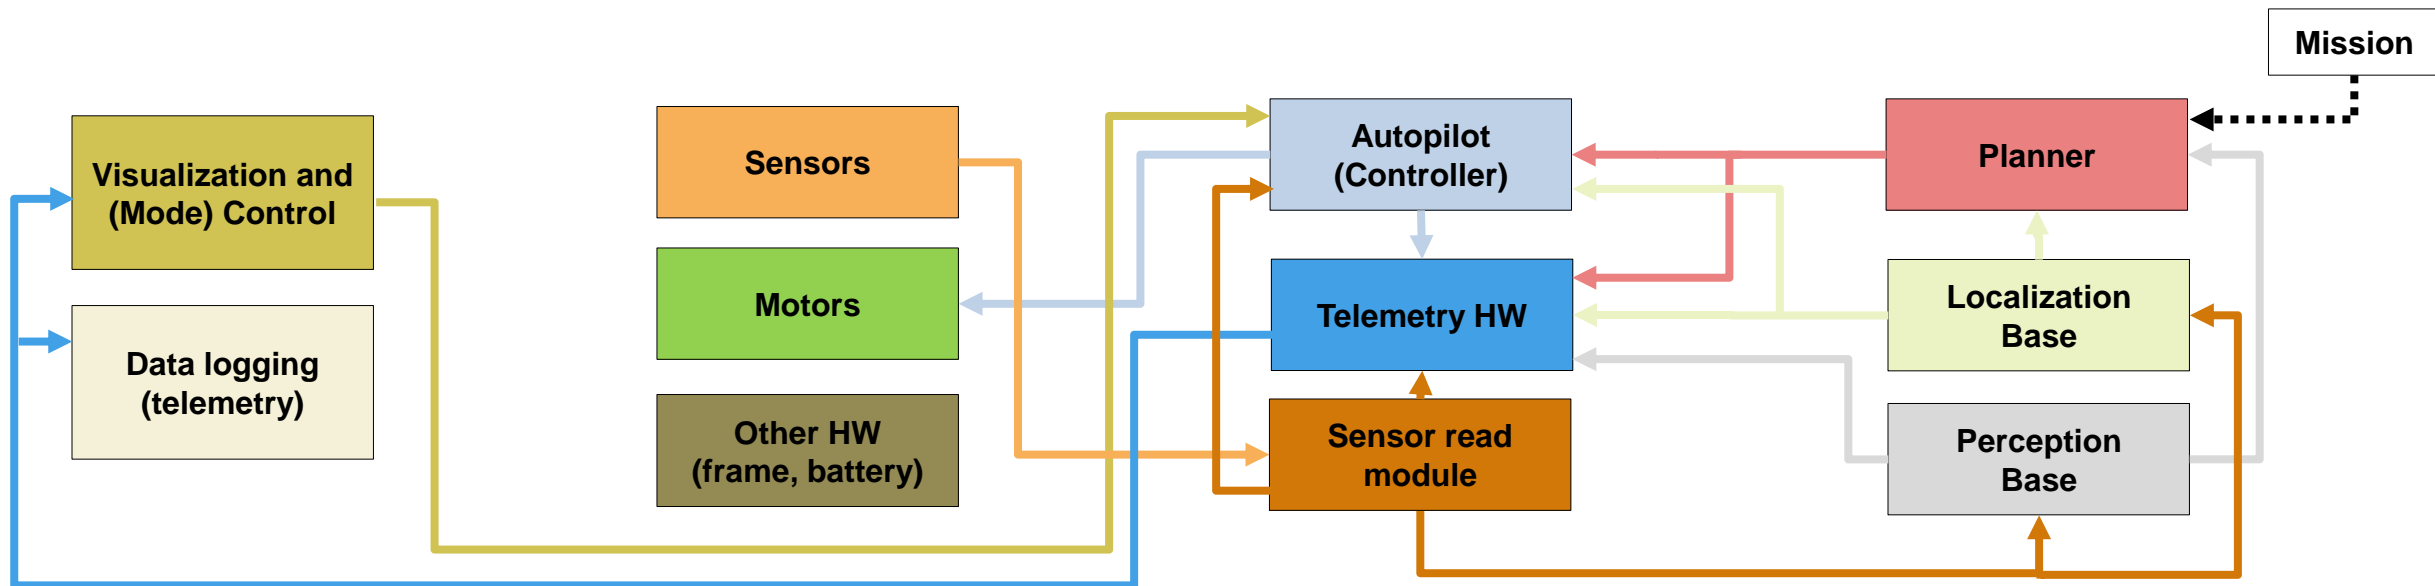 Mission
Visualization and
(Mode) Control
Data logging
(telemetry)
Sensors
Motors
Other HW
(frame, battery)
Autopilot
(Controller)
Telemetry HW
Sensor read
module
Planner
Localization
Base
Perception
Base